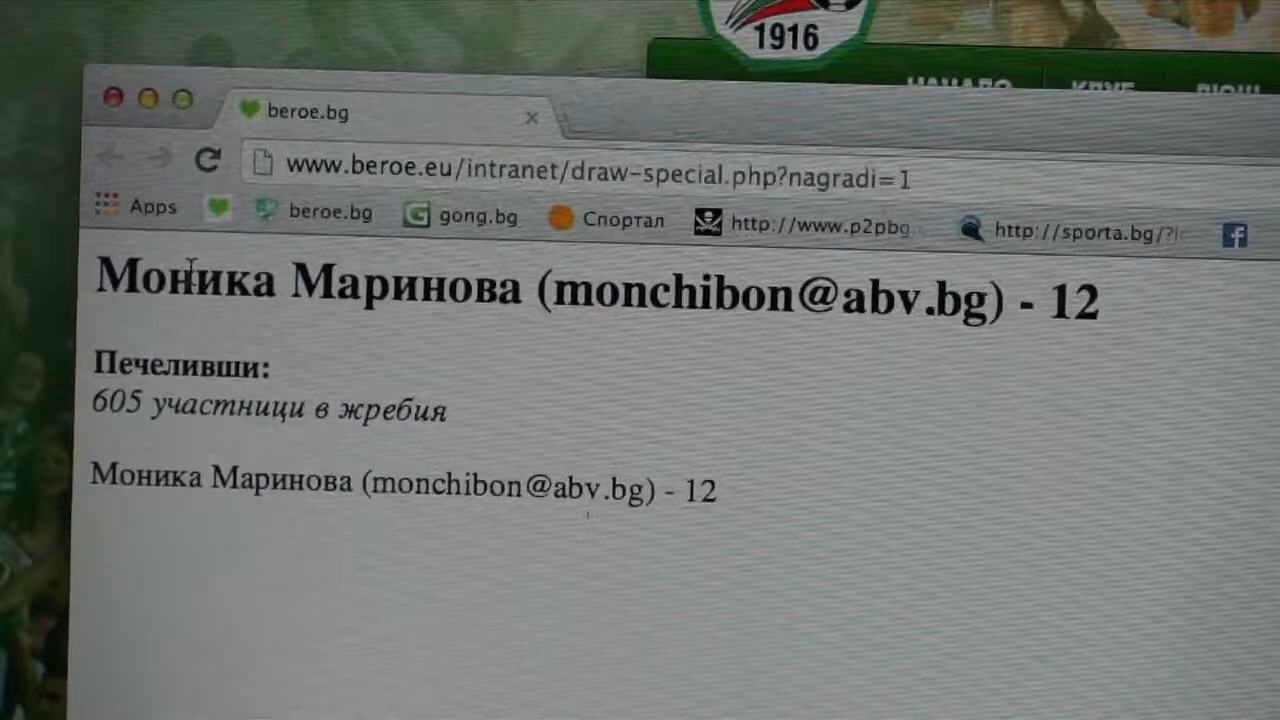 1916
НАЧАЛО КЛУБ
beroe.bg
www.beroe.eu/intranet/draw-special.php?nagradi=1
Apps beroe.bg gong.bg Спортал http://www.p2pbg http://sporta.bg/?
Моника Маринова (monchibon@abv.bg) - 12
Печеливши:
605 участници в жребия
Моника Маринова (monchibon@abv.bg) - 12